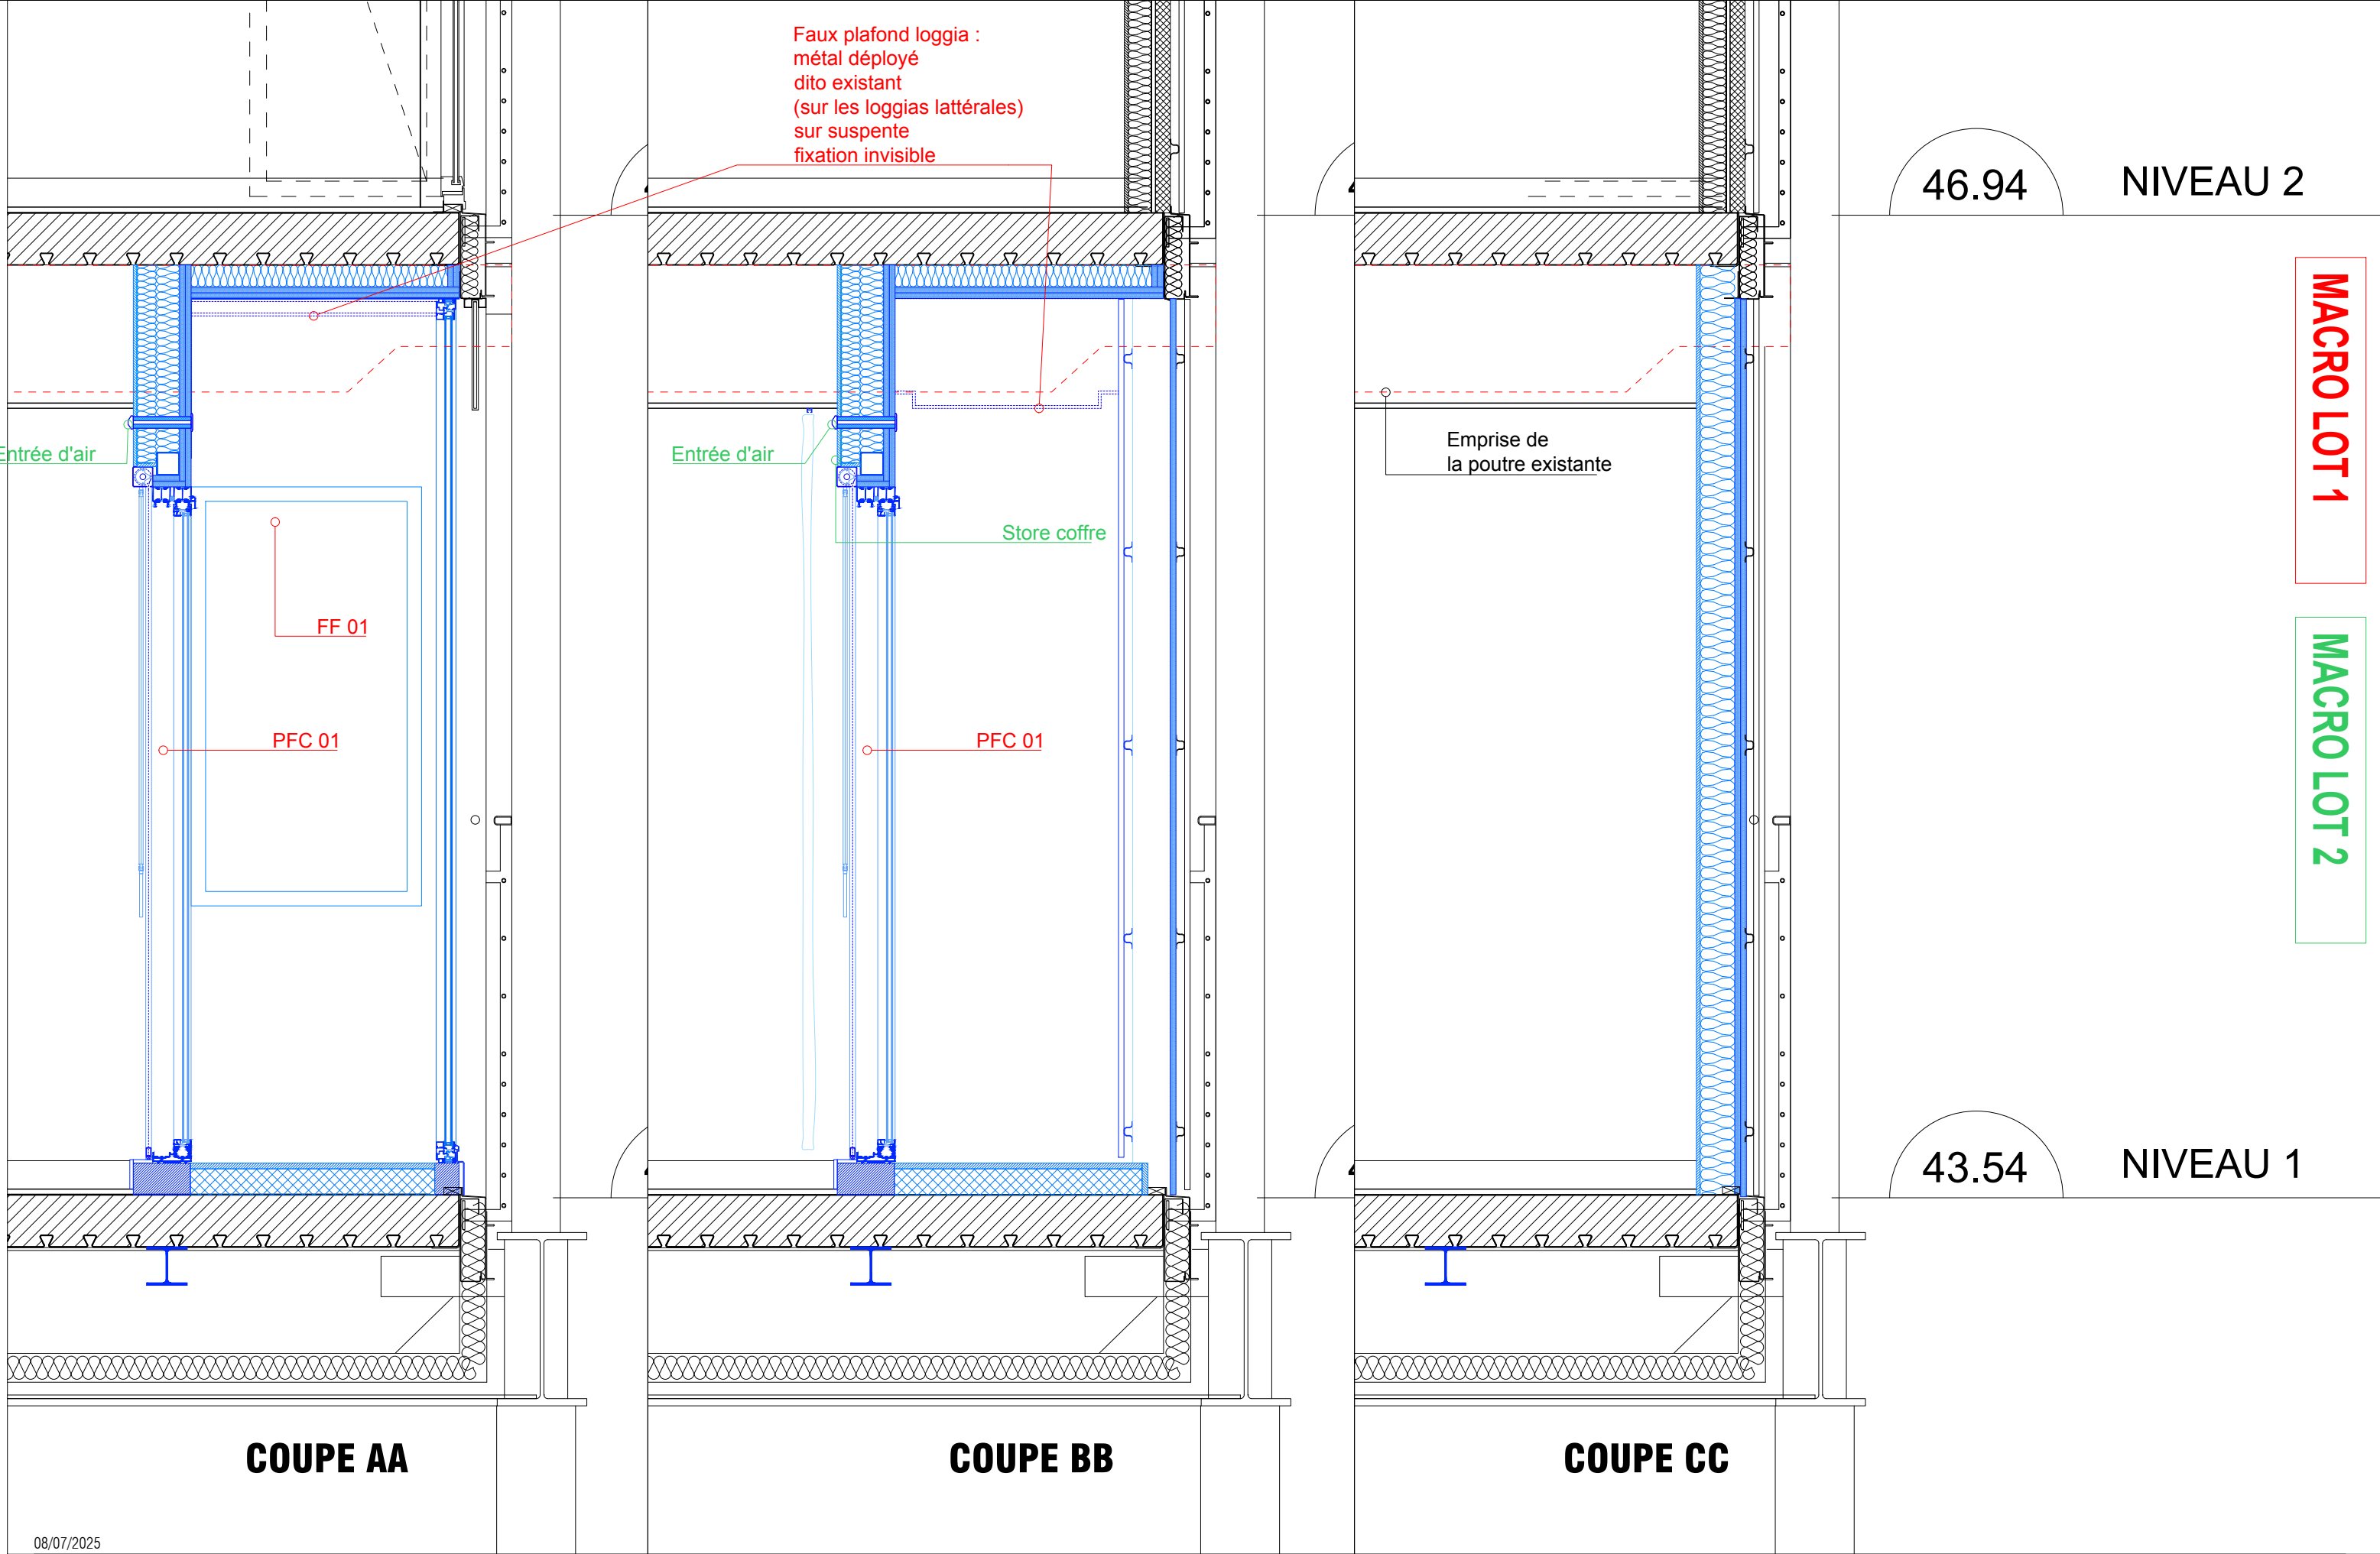 Faux plafond loggia :
métal déployé
dito existant
(sur les loggias lattérales)
sur suspente
fixation invisible
46.94
NIVEAU 2
MACRO LOT 1
Entrée d'air
Entrée d'air
Emprise de
la poutre existante
Store coffre
FF 01
MACRO LOT 2
PFC 01
PFC 01
43.54
NIVEAU 1
COUPE AA
COUPE BB
COUPE CC
08/07/2025